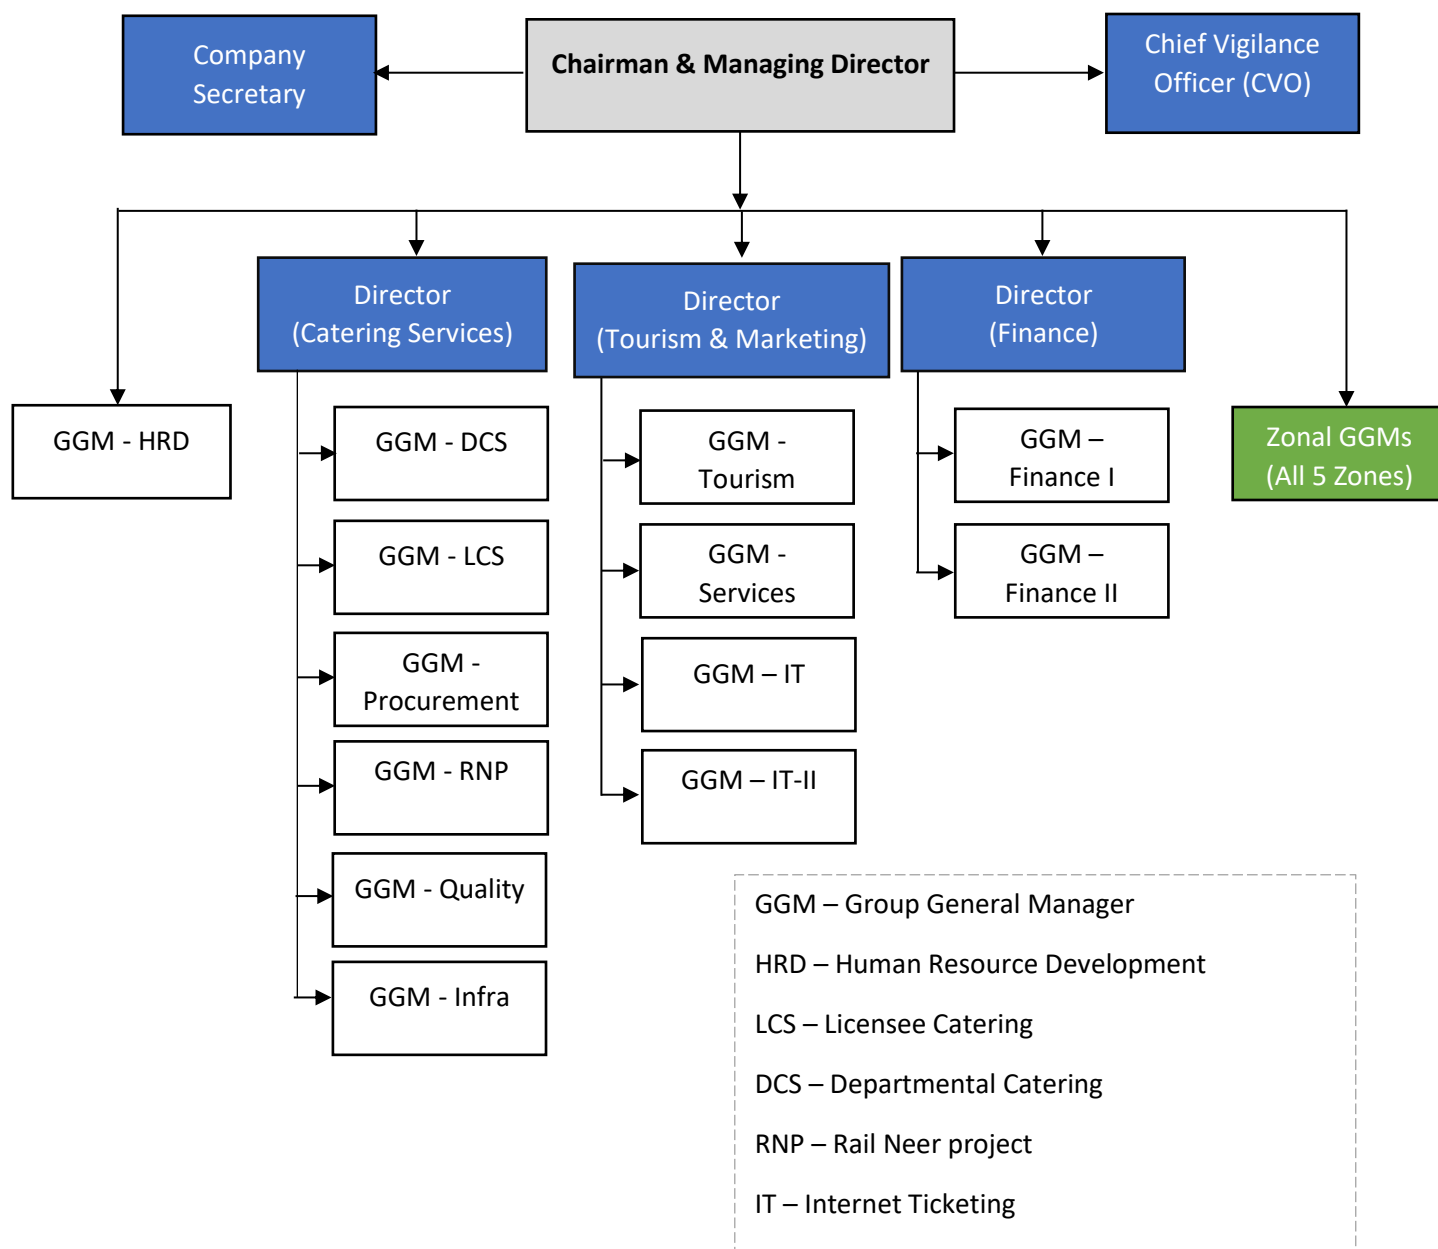 Company
Secretary
Chairman & Managing Director
Chief Vigilance
Officer (CVO)
Director
(Catering Services)
Director
(Tourism & Marketing)
Director
(Finance)
GGM - HRD
GGM - DCS
GGM -
Tourism
GGM –
Finance I
Zonal GGMs
(All 5 Zones)
GGM - LCS
GGM -
Services
GGM –
Finance II
GGM -
Procurement
GGM – IT
GGM - RNP
GGM – IT-II
GGM - Quality
GGM - Infra
GGM – Group General Manager
HRD – Human Resource Development
LCS – Licensee Catering
DCS – Departmental Catering
RNP – Rail Neer project
IT – Internet Ticketing